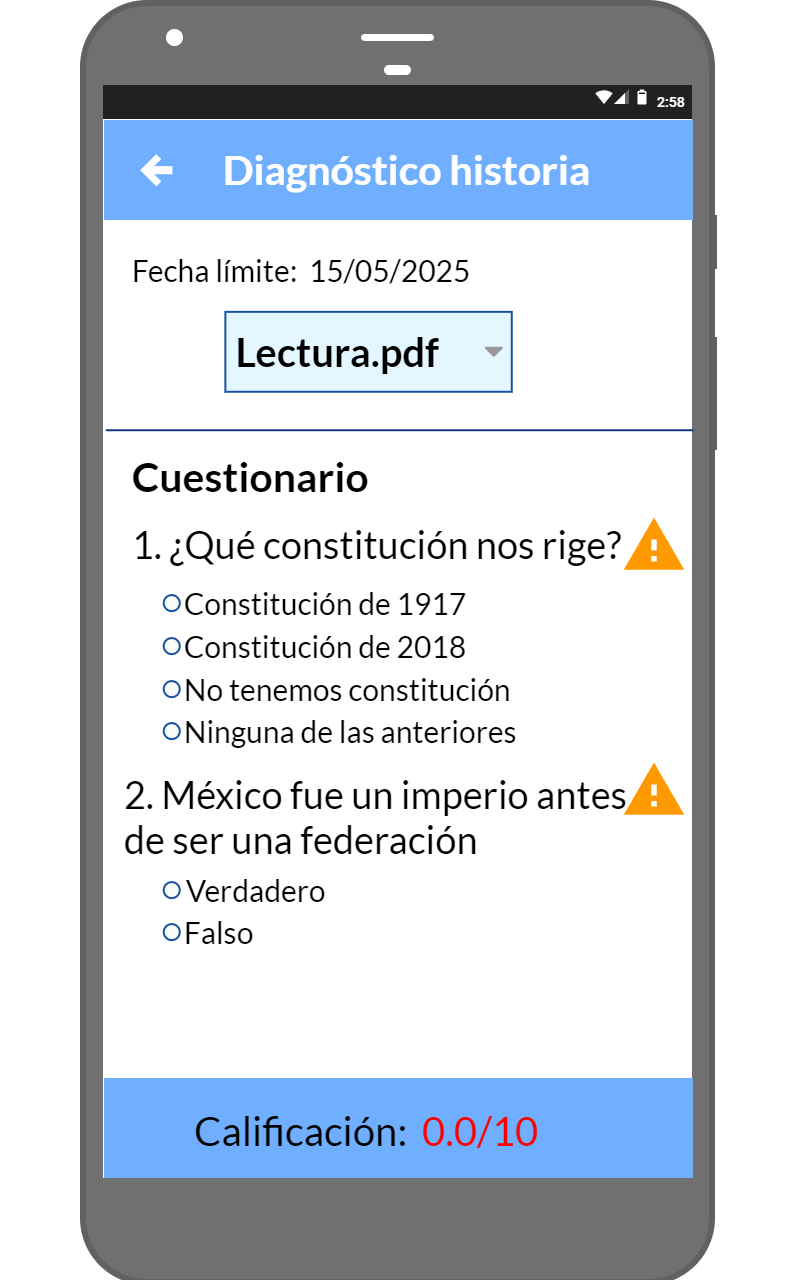 2:58
Diagnóstico historia
Fecha límite: 15/05/2025
Lectura.pdf
Cuestionario
1. ¿Qué constitución nos rige?
Constitución de 1917
Constitución de 2018
No tenemos constitución
Ninguna de las anteriores
2. México fue un imperio antes
de ser una federación
Verdadero
Falso
Calificación: 0.0/10